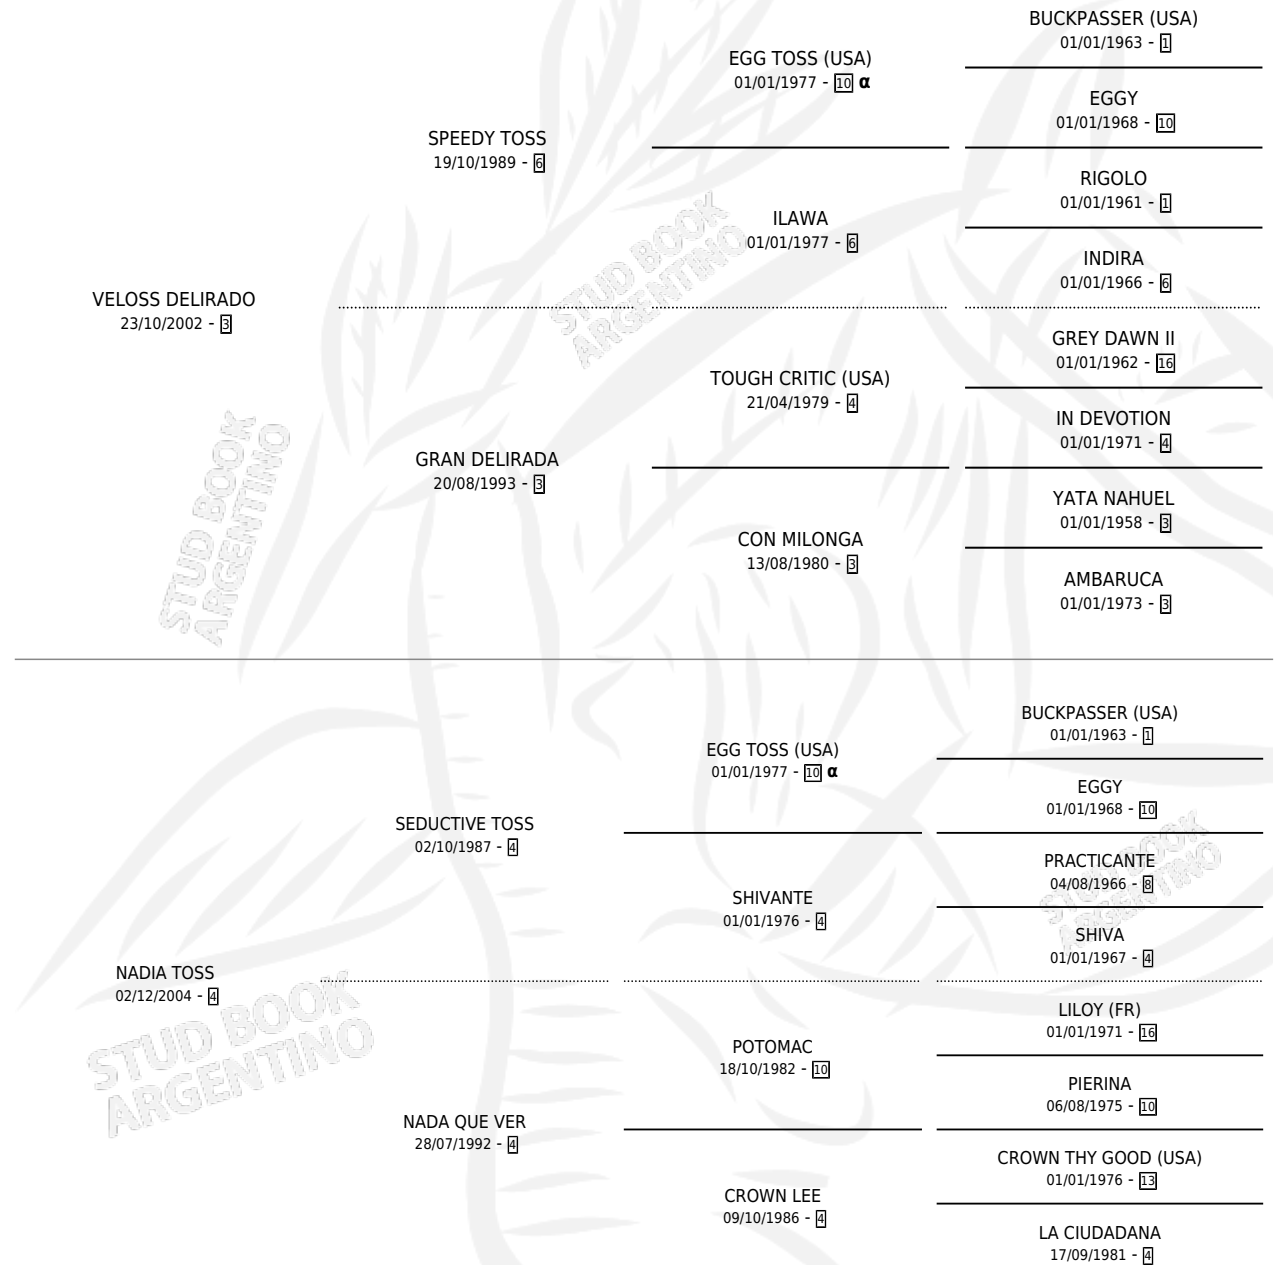 BUCKPASSER (USA)
01/01/1963 - 1
EGG TOSS (USA)
01/01/1977 - 10 α
EGGY
01/01/1968 - 10
SPEEDY TOSS
19/10/1989 - 6
RIGOLO
01/01/1961 - 1
ILAWA
01/01/1977 - 6
INDIRA
01/01/1966 - 6
VELOSS DELIRADO
23/10/2002 - 3
GREY DAWN II
01/01/1962 - 16
TOUGH CRITIC (USA)
21/04/1979 - 4
IN DEVOTION
01/01/1971 - 4
GRAN DELIRADA
20/08/1993 - 3
YATA NAHUEL
01/01/1958 - 3
CON MILONGA
13/08/1980 - 3
AMBARUCA
01/01/1973 - 3
BUCKPASSER (USA)
01/01/1963 - 1
EGG TOSS (USA)
01/01/1977 - 10 α
EGGY
01/01/1968 - 10
SEDUCTIVE TOSS
02/10/1987 - 4
PRACTICANTE
04/08/1966 - 8
SHIVANTE
01/01/1976 - 4
SHIVA
01/01/1967 - 4
NADIA TOSS
02/12/2004 - 4
LILOY (FR)
01/01/1971 - 16
POTOMAC
18/10/1982 - 10
PIERINA
06/08/1975 - 10
NADA QUE VER
28/07/1992 - 4
CROWN THY GOOD (USA)
01/01/1976 - 13
CROWN LEE
09/10/1986 - 4
LA CIUDADANA
17/09/1981 - 4
STUD BOOK
ARGENTINO
STUD BOOK
ARGENTINO
STUD BOOK
ARGENTINO
STUD BOOK
ARGENTINO